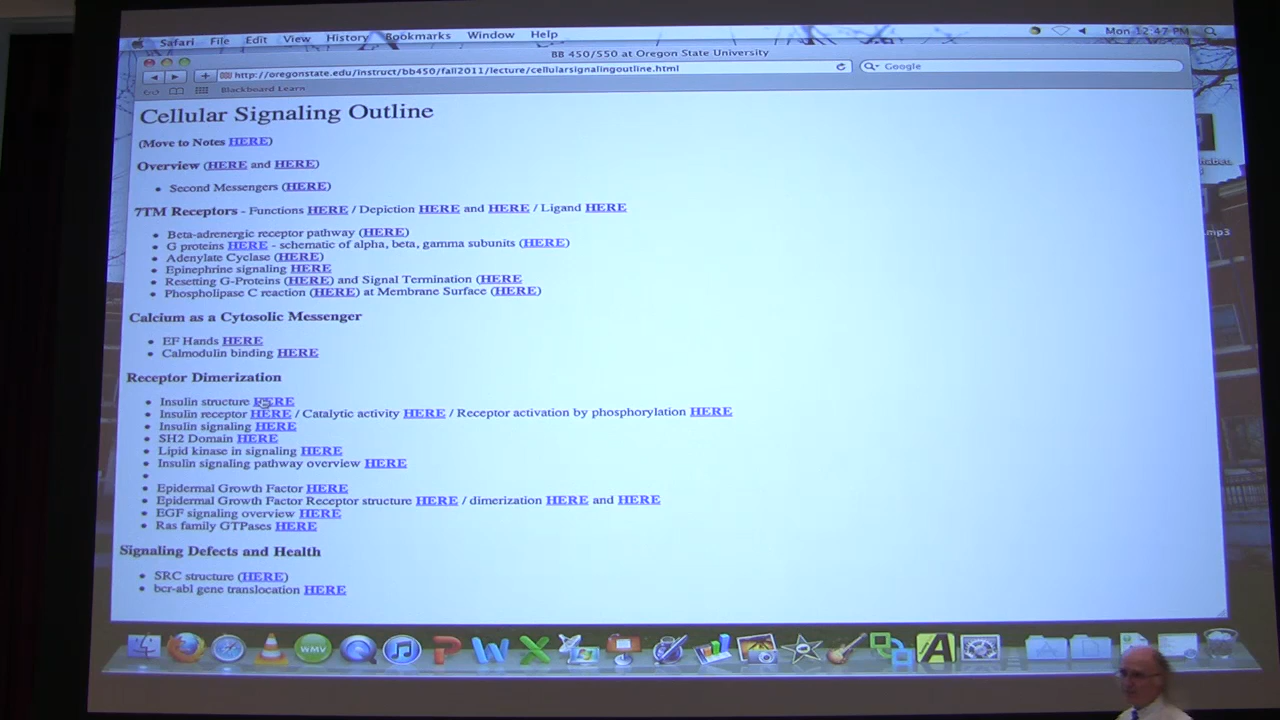 Safari File Edit View History Bookmarks Window Help Mon 12:47 PM
BB 450/550 at Oregon State University
http://oregonstate.edu/instruct/bb450/fall2011/lecture/cellularsignalingoutline.html Google
Blackboard Learn
Cellular Signaling Outline
(Move to Notes HERE)
Overview (HERE and HERE)
• Second Messengers (HERE)
7TM Receptors - Functions HERE / Depiction HERE and HERE / Ligand HERE
• Beta-adrenergic receptor pathway (HERE)
• G proteins HERE - schematic of alpha, beta, gamma subunits (HERE)
• Adenylate Cyclase (HERE)
• Epinephrine signaling HERE
• Resetting G-Proteins (HERE) and Signal Termination (HERE
• Phospholipase C reaction (HERE) at Membrane Surface (HERE)
.mp3
Calcium as a Cytosolic Messenger
• EF Hands HERE
• Calmodulin binding HERE
Receptor Dimerization
• Insulin structure HERE
• Insulin receptor HERE / Catalytic activity HERE / Receptor activation by phosphorylation HERE
• Insulin signaling HERE
• SH2 Domain HERE
• Lipid kinase in signaling HERE
• Insulin signaling pathway overview HERE
•
• Epidermal Growth Factor HERE
• Epidermal Growth Factor Receptor structure HERE / dimerization HERE and HERE
• EGF signaling overview HERE
• Ras family GTPases HERE
Signaling Defects and Health
• SRC structure (HERE)
• bcr-abl gene translocation HERE
WMV